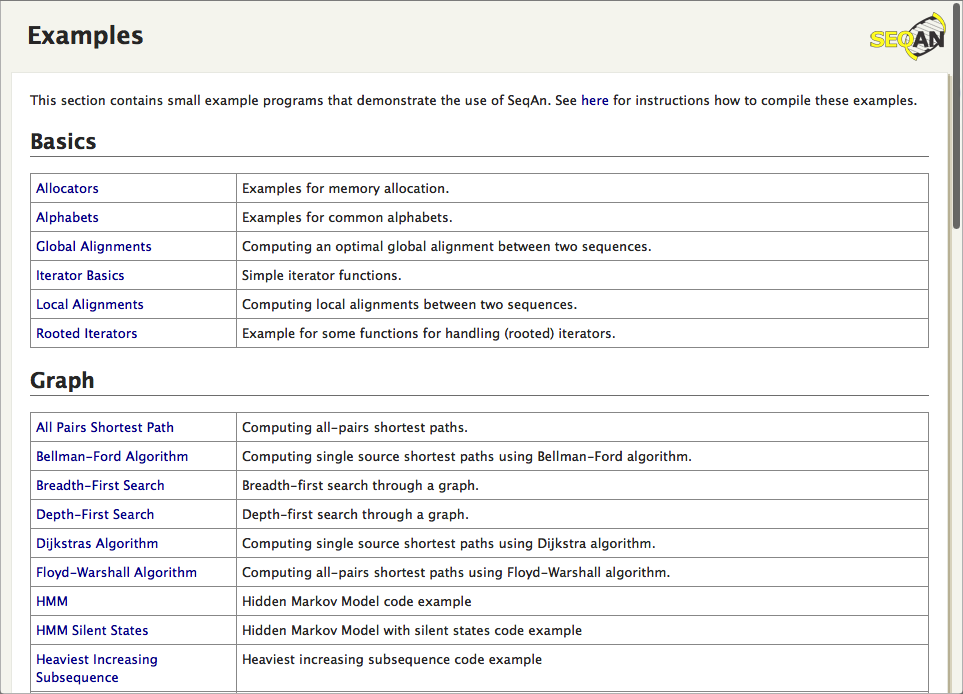 Examples
SEQAN
This section contains small example programs that demonstrate the use of SeqAn. See here for instructions how to compile these examples.
Basics
Allocators Examples for memory allocation.
Alphabets Examples for common alphabets.
Global Alignments Computing an optimal global alignment between two sequences.
Iterator Basics Simple iterator functions.
Local Alignments Computing local alignments between two sequences.
Rooted Iterators Example for some functions for handling (rooted) iterators.
Graph
All Pairs Shortest Path Computing all-pairs shortest paths.
Bellman-Ford Algorithm Computing single source shortest paths using Bellman-Ford algorithm.
Breadth-First Search Breadth-first search through a graph.
Depth-First Search Depth-first search through a graph.
Dijkstras Algorithm Computing single source shortest paths using Dijkstra algorithm.
Floyd-Warshall Algorithm Computing all-pairs shortest paths using Floyd-Warshall algorithm.
HMM Hidden Markov Model code example
HMM Silent States Hidden Markov Model with silent states code example
Heaviest Increasing Heaviest increasing subsequence code example
Subsequence